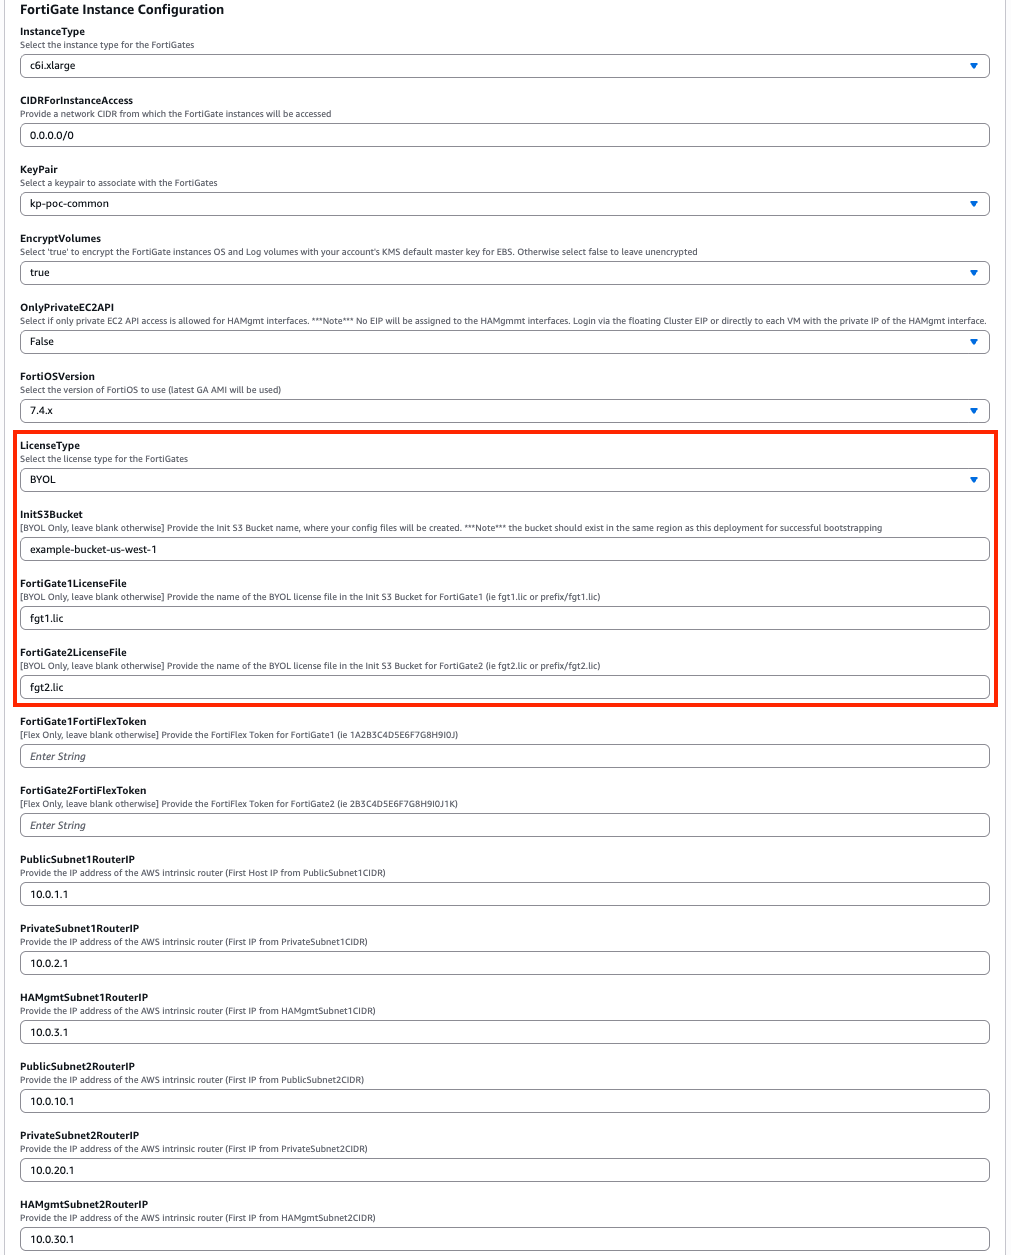 FortiGate Instance Configuration
InstanceType
Select the instance type for the FortiGates
c6i.xlarge
CIDRForInstanceAccess
Provide a network CIDR from which the FortiGate instances will be accessed
0.0.0.0/0
KeyPair
Select a keypair to associate with the FortiGates
kp-poc-common
EncryptVolumes
Select 'true' to encrypt the FortiGate instances OS and Log volumes with your account's KMS default master key for EBS. Otherwise select false to leave unencrypted
true
OnlyPrivateEC2API
Select if only private EC2 API access is allowed for HAMgmt interfaces. ***Note*** No EIP will be assigned to the HAMgmmt interfaces. Login via the floating Cluster EIP or directly to each VM with the private IP of the HAMgmt interface.
False
FortiOSVersion
Select the version of FortiOS to use (latest GA AMI will be used)
7.4.x
LicenseType
Select the license type for the FortiGates
BYOL
InitS3Bucket
[BYOL Only, leave blank otherwise] Provide the Init S3 Bucket name, where your config files will be created. ***Note*** the bucket should exist in the same region as this deployment for successful bootstrapping
example-bucket-us-west-1
FortiGate1LicenseFile
[BYOL Only, leave blank otherwise] Provide the name of the BYOL license file in the Init S3 Bucket for FortiGate1 (ie fgt1.lic or prefix/fgt1.lic)
fgt1.lic
FortiGate2LicenseFile
[BYOL Only, leave blank otherwise] Provide the name of the BYOL license file in the Init S3 Bucket for FortiGate2 (ie fgt2.lic or prefix/fgt2.lic)
fgt2.lic
FortiGate1FortiFlexToken
[Flex Only, leave blank otherwise] Provide the FortiFlex Token for FortiGate1 (ie 1A2B3C4D5E6F7G8H9I0J)
Enter String
FortiGate2FortiFlexToken
[Flex Only, leave blank otherwise] Provide the FortiFlex Token for FortiGate2 (ie 2B3C4D5E6F7G8H9I0J1K)
Enter String
PublicSubnet1RouterIP
Provide the IP address of the AWS intrinsic router (First Host IP from PublicSubnet1CIDR)
10.0.1.1
PrivateSubnet1RouterIP
Provide the IP address of the AWS intrinsic router (First IP from PrivateSubnet1CIDR)
10.0.2.1
HAMgmtSubnet1RouterIP
Provide the IP address of the AWS intrinsic router (First IP from HAMgmtSubnet1CIDR)
10.0.3.1
PublicSubnet2RouterIP
Provide the IP address of the AWS intrinsic router (First IP from PublicSubnet2CIDR)
10.0.10.1
PrivateSubnet2RouterIP
Provide the IP address of the AWS intrinsic router (First IP from PrivateSubnet2CIDR)
10.0.20.1
HAMgmtSubnet2RouterIP
Provide the IP address of the AWS intrinsic router (First IP from HAMgmtSubnet2CIDR)
10.0.30.1